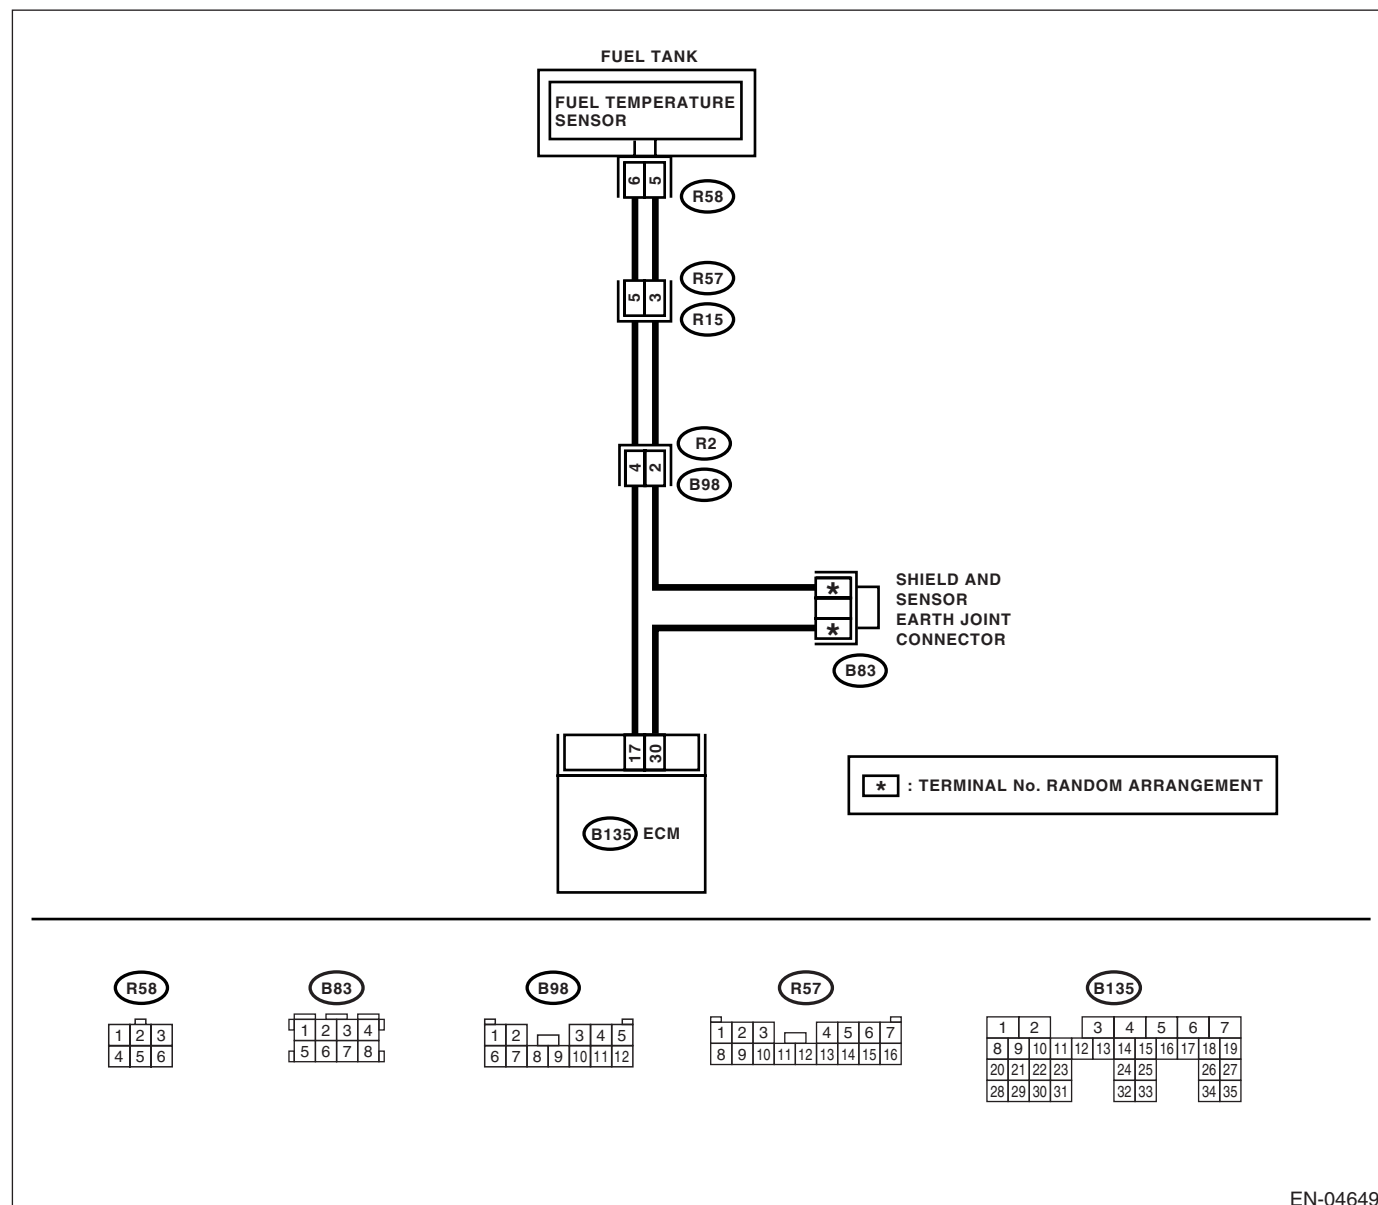 FUEL TANK
FUEL TEMPERATURE
SENSOR
6 5
R58
R57
5 3
R15
R2
4 2
B98
* SHIELD AND
SENSOR
EARTH JOINT
* CONNECTOR
B83
17 30
B135 ECM
* : TERMINAL No. RANDOM ARRANGEMENT
R58
1 2 3
4 5 6
B83
1 2 3 4
5 6 7 8
B98
1 2 3 4 5
6 7 8 9 10 11 12
R57
1 2 3 4 5 6 7
8 9 10 11 12 13 14 15 16
B135
1 2 3 4 5 6 7
8 9 10 11 12 13 14 15 16 17 18 19
20 21 22 23 24 25 26 27
28 29 30 31 32 33 34 35
EN-04649